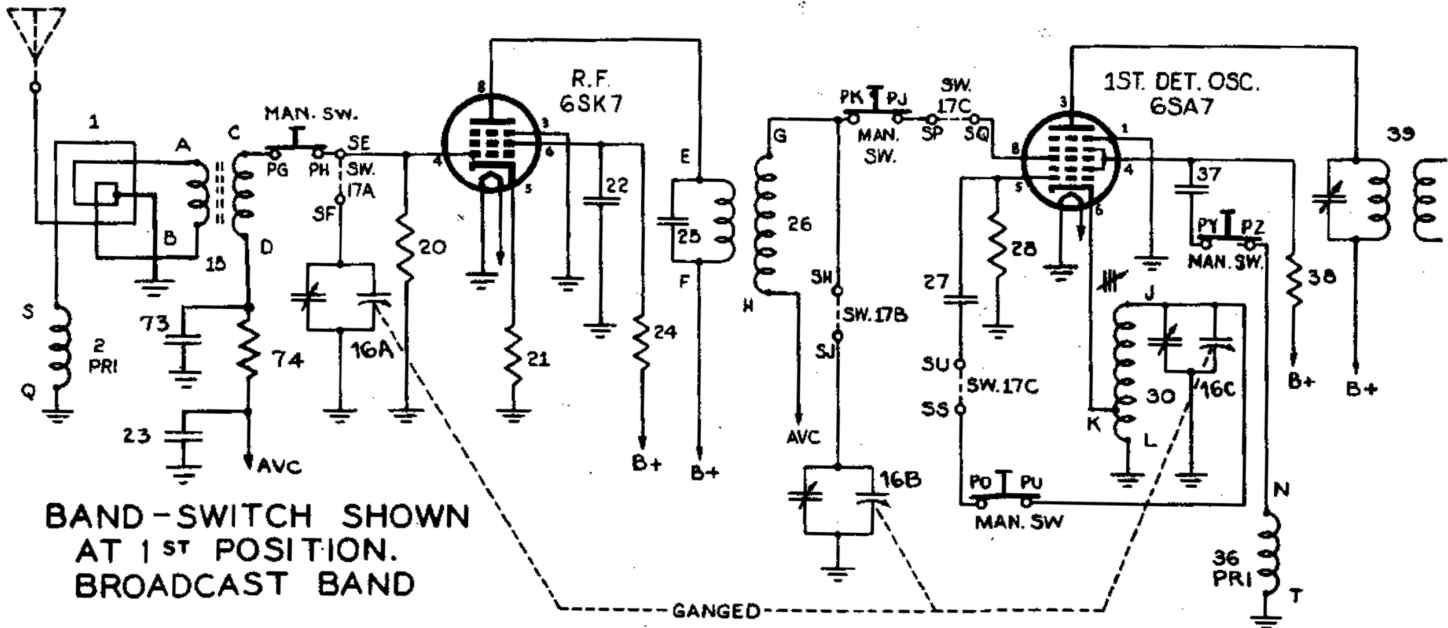 1
A
B
15
S
2
PRI
Q
C
D
73
74
23
AVC
MAN. SW.
PG
PH
SE
SW.
17A
SF
16A
20
R.F.
6SK7
8
3
6
4
5
21
22
24
B+
E
25
F
B+
G
26
H
AVC
PK
PJ
MAN.
SW.
SW.
17C
SP
SQ
SH
SW. 17B
SJ
16B
1ST. DET. OSC.
6SA7
3
1
8
4
5
6
27
28
SU
SW. 17C
SS
PO
PU
MAN. SW
J
K
30
L
16C
37
PY
PZ
MAN. SW.
38
B+
39
B+
N
36
PRI
T
BAND-SWITCH SHOWN
AT 1ST POSITION.
BROADCAST BAND
GANGED